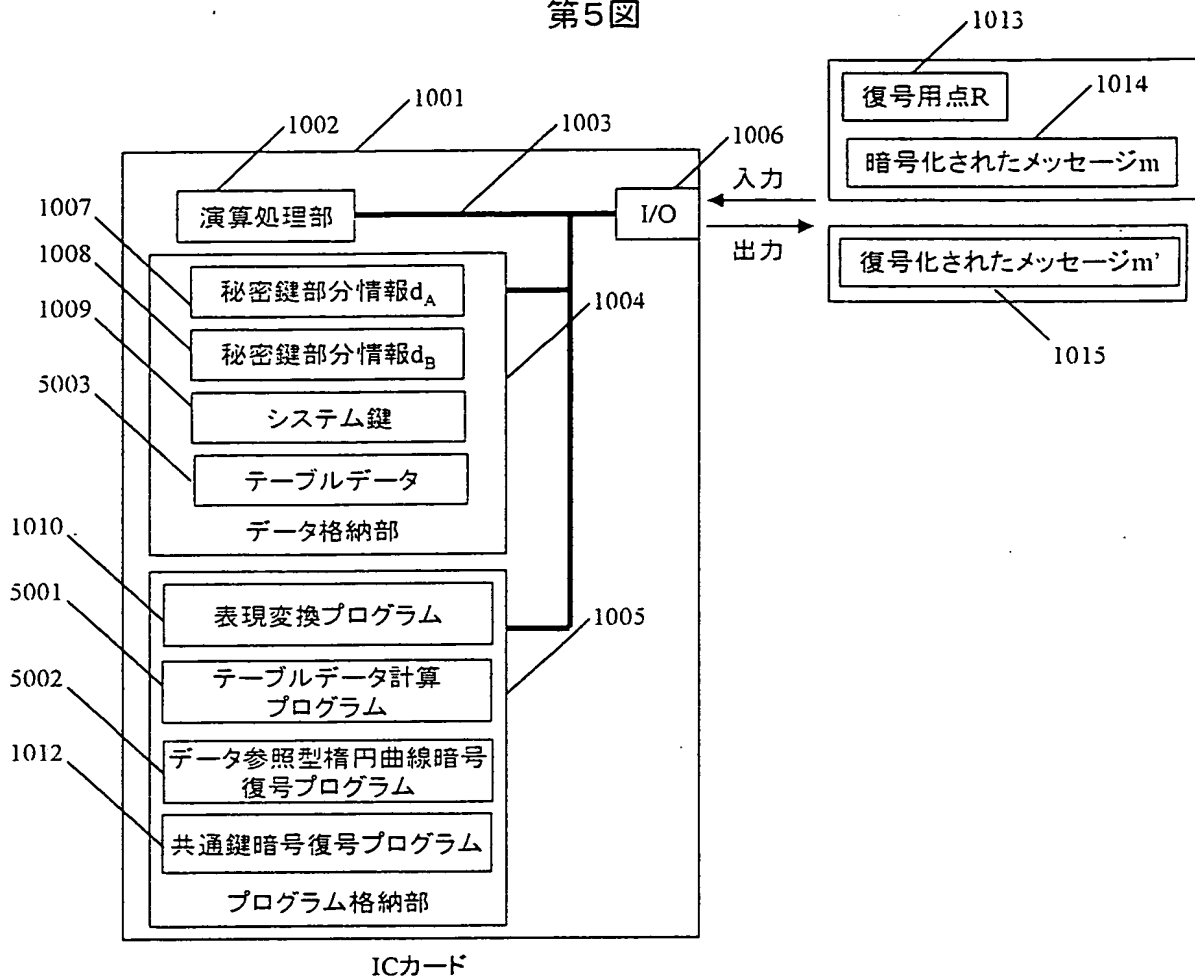 第5図
1013
復号用点R
1014
暗号化されたメッセージm
1001
1002
1003
1006
演算処理部
I/O
入力
出力
復号化されたメッセージm'
1015
1007
秘密鍵部分情報dA
1004
1008
秘密鍵部分情報dB
1009
システム鍵
5003
テーブルデータ
データ格納部
1010
表現変換プログラム
1005
5001
テーブルデータ計算
プログラム
5002
データ参照型楕円曲線暗号
復号プログラム
1012
共通鍵暗号復号プログラム
プログラム格納部
ICカード